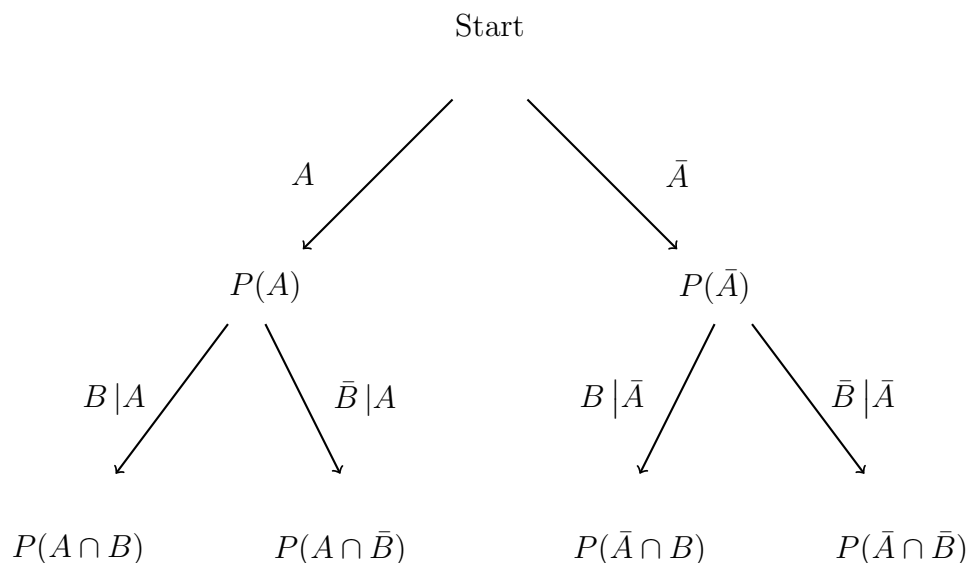 Start
A Ā
P(A) P(Ā)
B |A B̄ |A B |Ā B̄ |Ā
P(A ∩ B) P(A ∩ B̄) P(Ā ∩ B) P(Ā ∩ B̄)